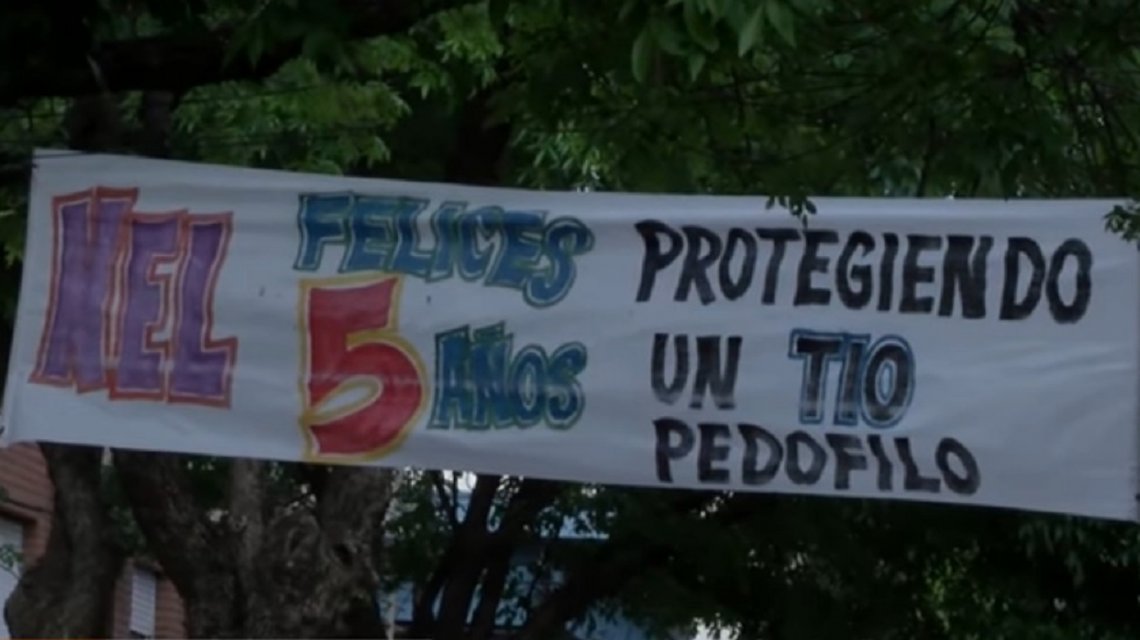 NEL
FELICES
5 AÑOS
PROTEGIENDO
UN TIO
PEDOFILO